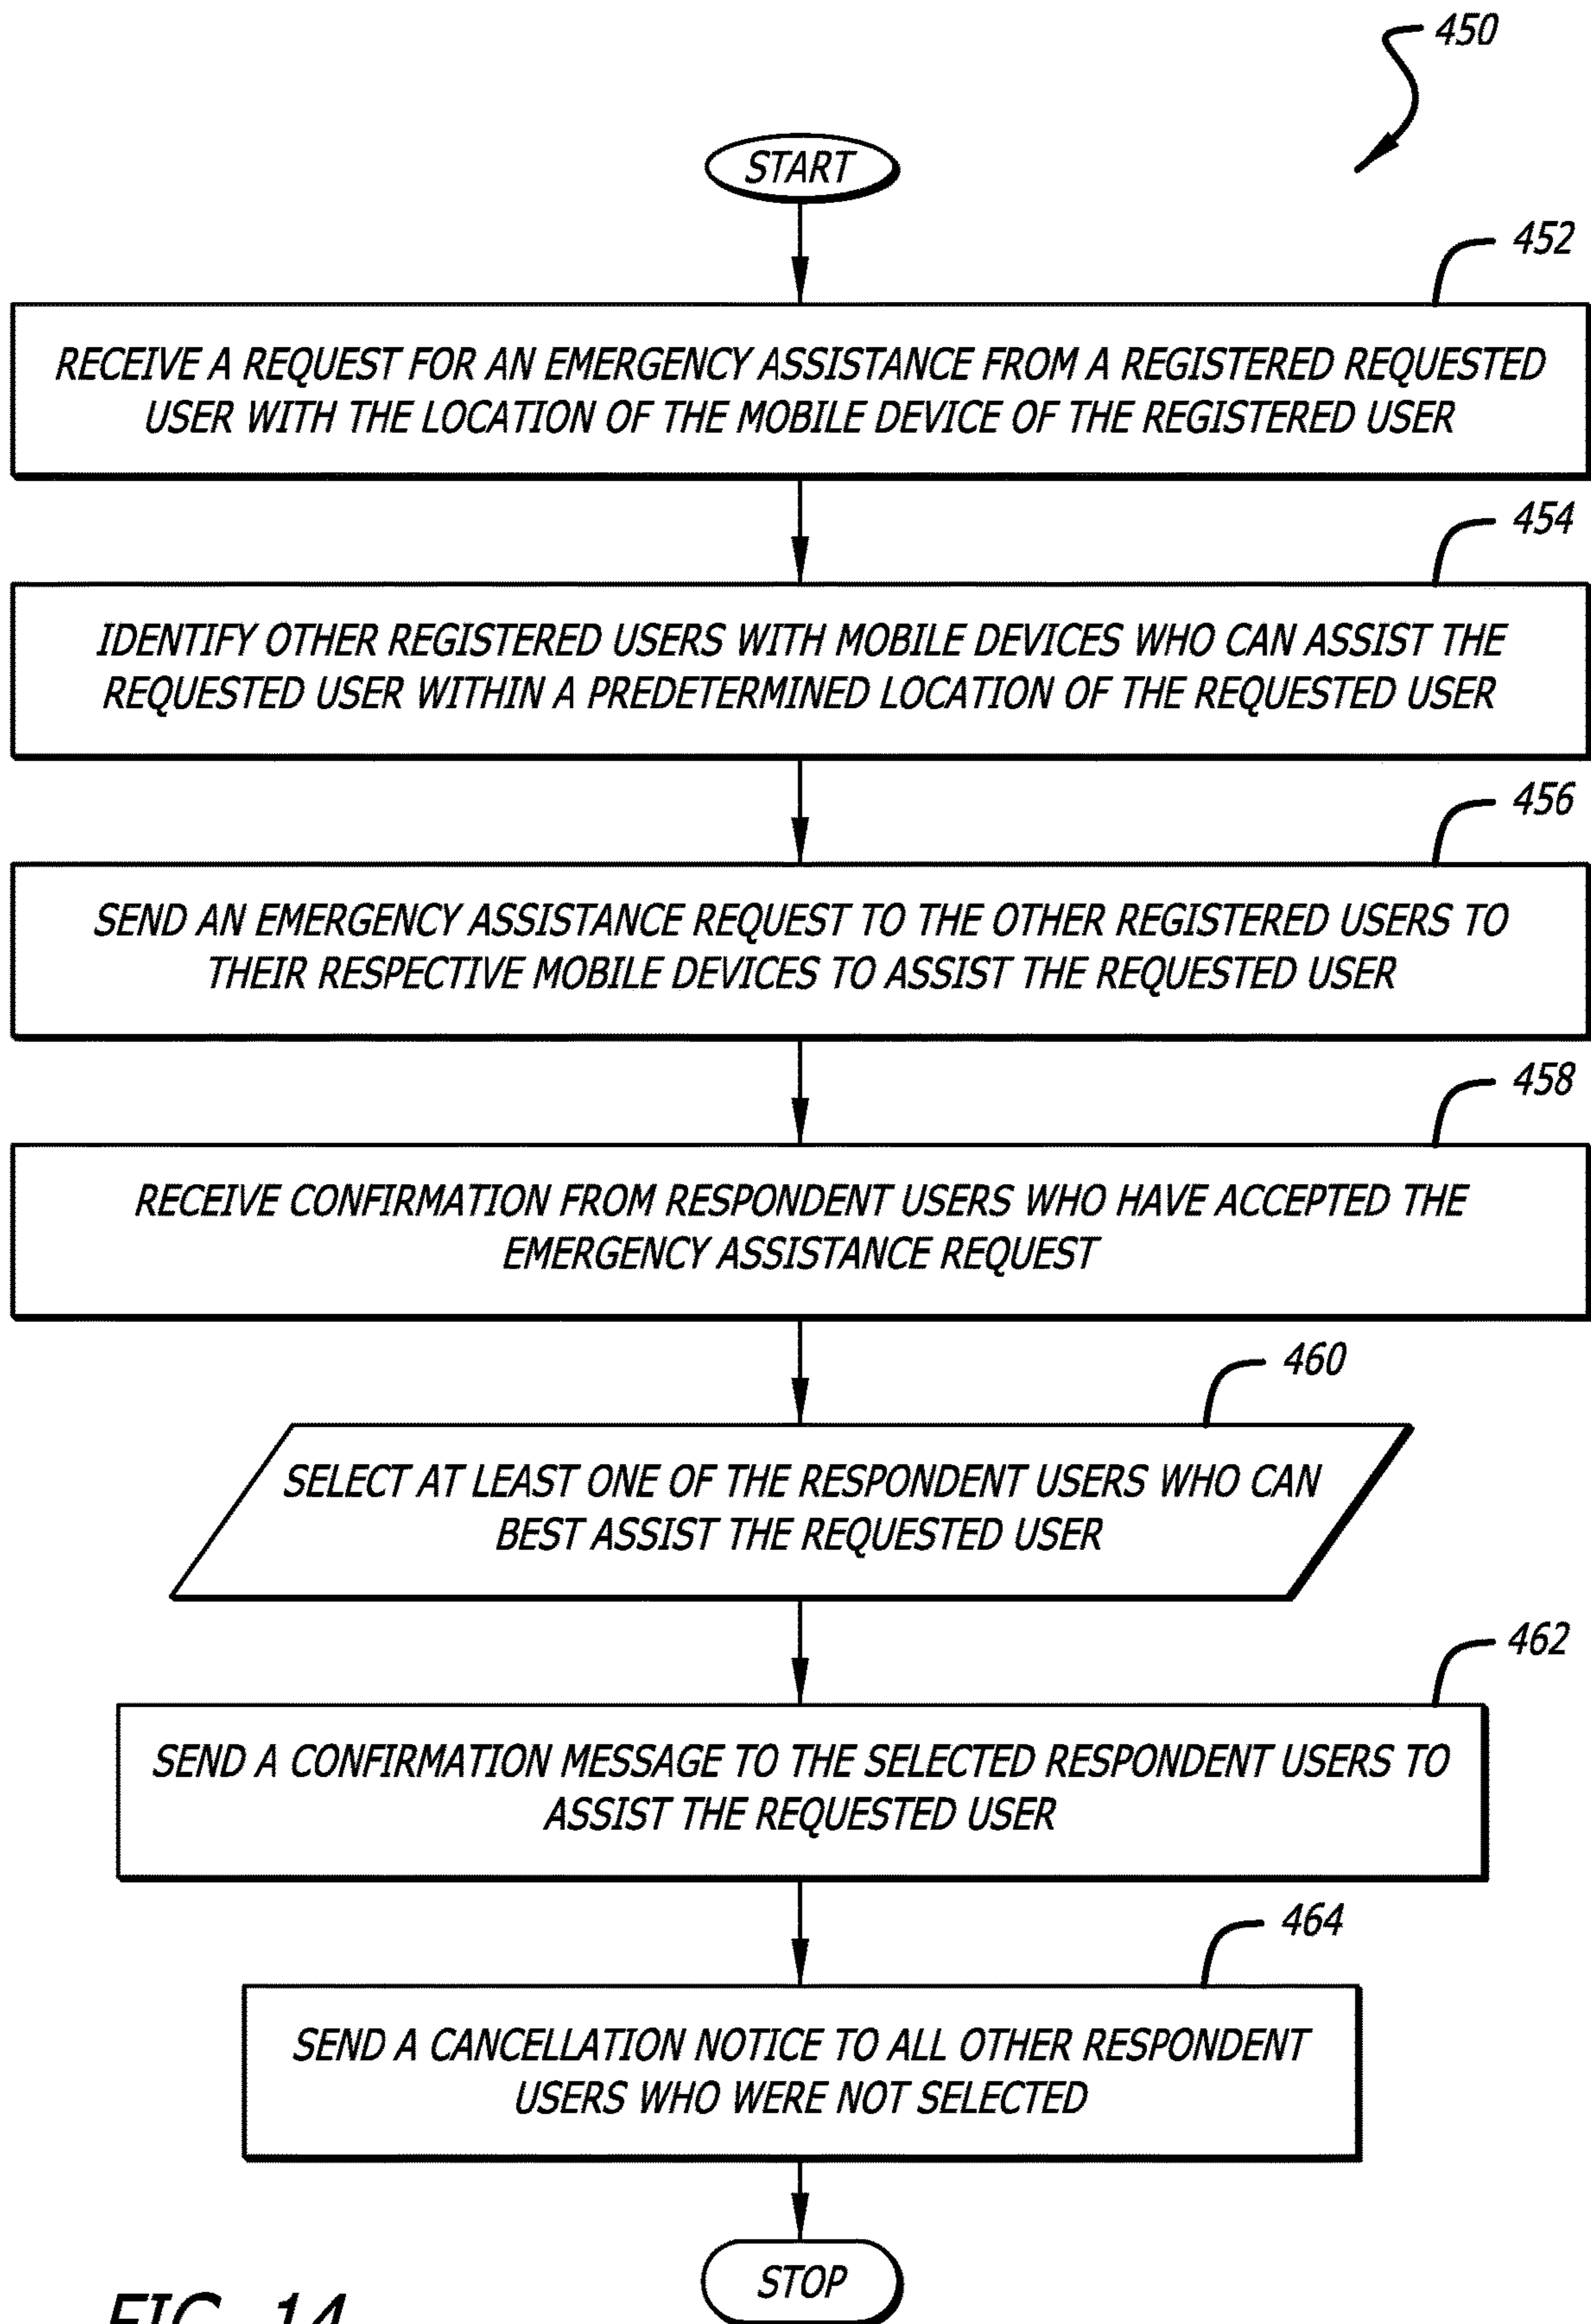 450
START
452
RECEIVE A REQUEST FOR AN EMERGENCY ASSISTANCE FROM A REGISTERED REQUESTED
USER WITH THE LOCATION OF THE MOBILE DEVICE OF THE REGISTERED USER
454
IDENTIFY OTHER REGISTERED USERS WITH MOBILE DEVICES WHO CAN ASSIST THE
REQUESTED USER WITHIN A PREDETERMINED LOCATION OF THE REQUESTED USER
456
SEND AN EMERGENCY ASSISTANCE REQUEST TO THE OTHER REGISTERED USERS TO
THEIR RESPECTIVE MOBILE DEVICES TO ASSIST THE REQUESTED USER
458
RECEIVE CONFIRMATION FROM RESPONDENT USERS WHO HAVE ACCEPTED THE
EMERGENCY ASSISTANCE REQUEST
460
SELECT AT LEAST ONE OF THE RESPONDENT USERS WHO CAN
BEST ASSIST THE REQUESTED USER
462
SEND A CONFIRMATION MESSAGE TO THE SELECTED RESPONDENT USERS TO
ASSIST THE REQUESTED USER
464
SEND A CANCELLATION NOTICE TO ALL OTHER RESPONDENT
USERS WHO WERE NOT SELECTED
STOP
FIG. 14